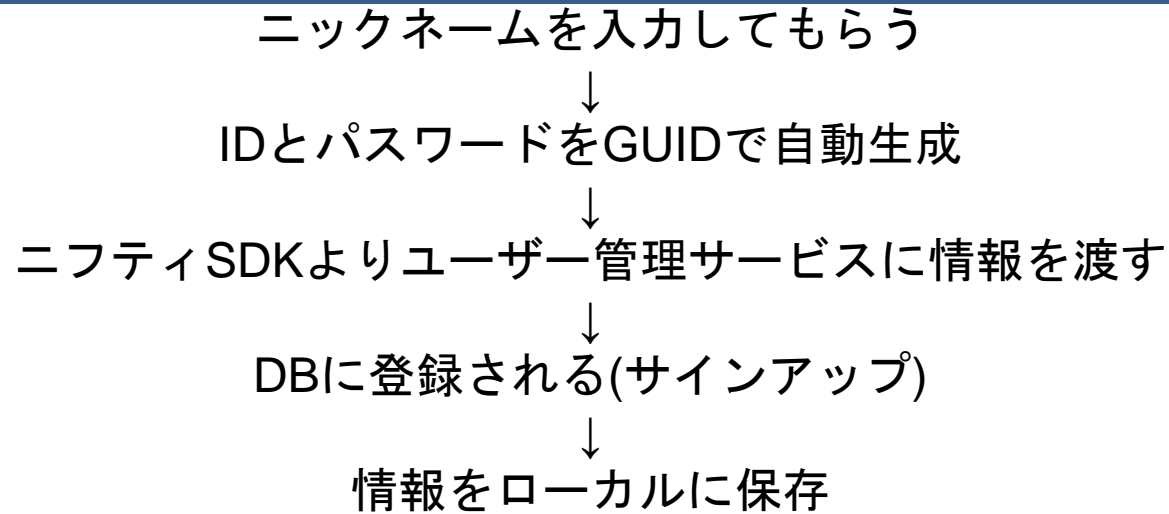 ニックネームを入力してもらう
↓
IDとパスワードをGUIDで自動生成
↓
ニフティSDKよりユーザー管理サービスに情報を渡す
↓
DBに登録される(サインアップ)
↓
情報をローカルに保存